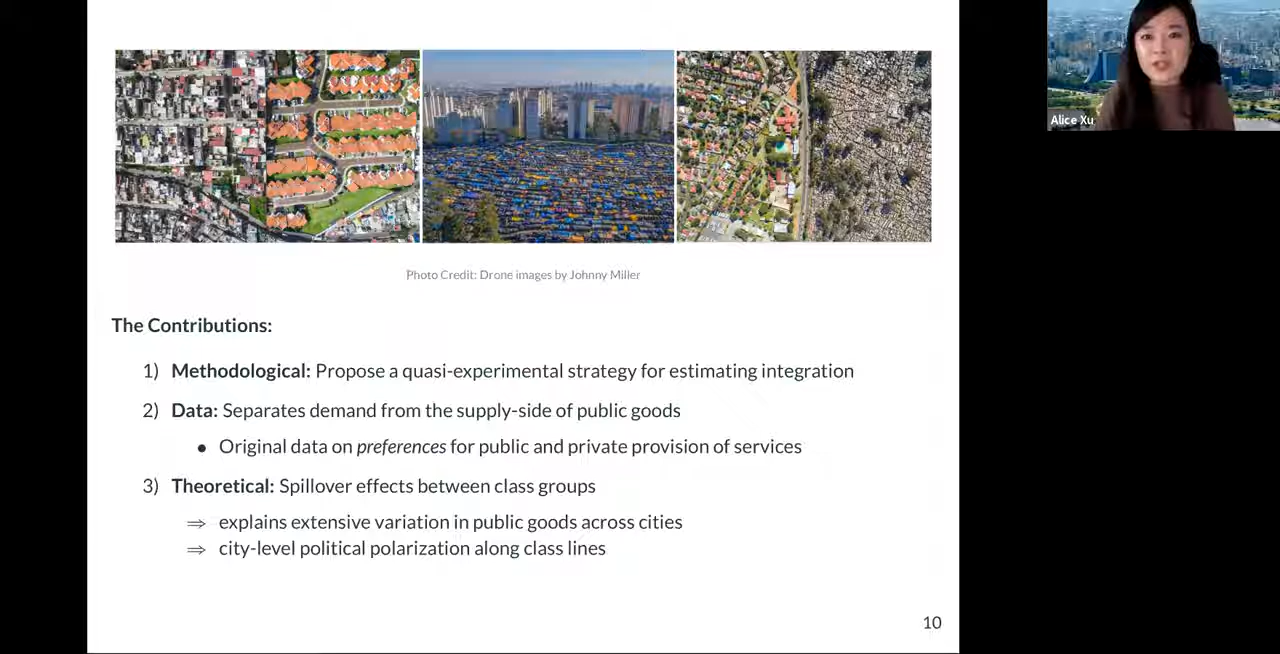 Alice Xu
Photo Credit: Drone images by Johnny Miller
The Contributions:
1) Methodological: Propose a quasi-experimental strategy for estimating integration
2) Data: Separates demand from the supply-side of public goods
● Original data on preferences for public and private provision of services
3) Theoretical: Spillover effects between class groups
⇒ explains extensive variation in public goods across cities
⇒ city-level political polarization along class lines
10